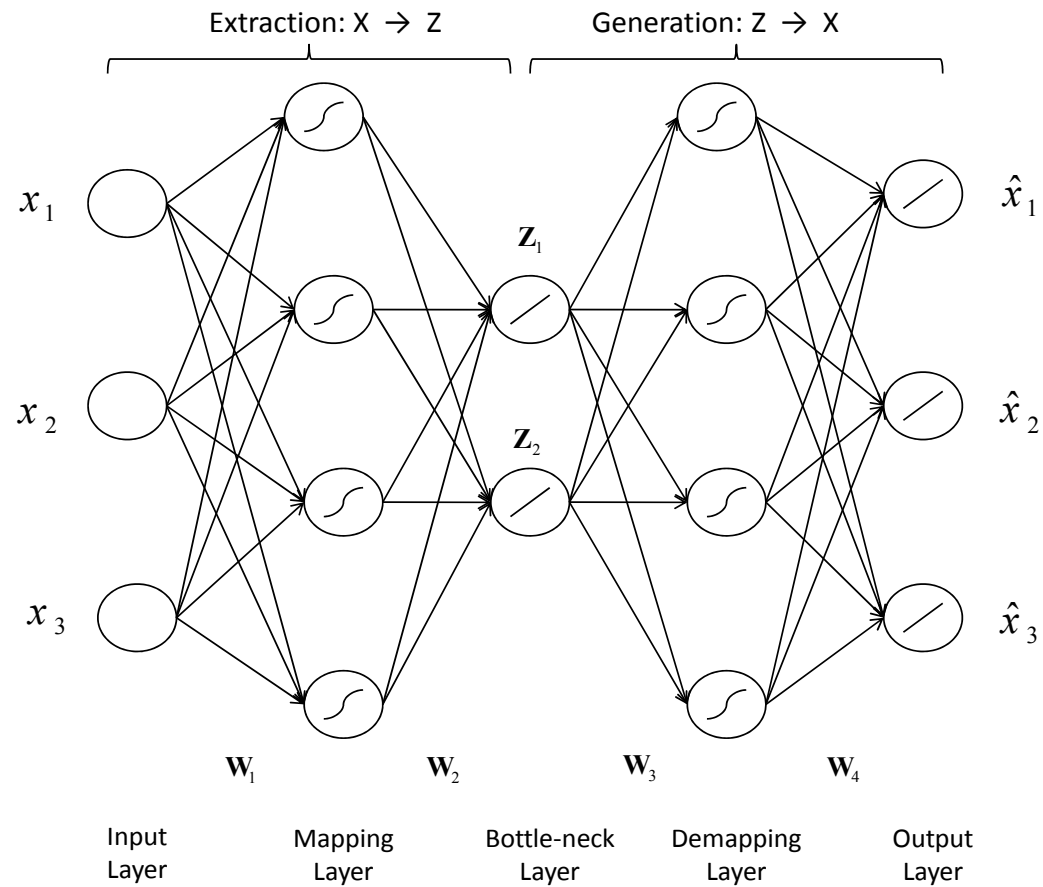 Extraction: X → Z
Generation: Z → X
x1
x2
x3
Z1
Z2
x̂1
x̂2
x̂3
W1
W2
W3
W4
Input
Layer
Mapping
Layer
Bottle-neck
Layer
Demapping
Layer
Output
Layer